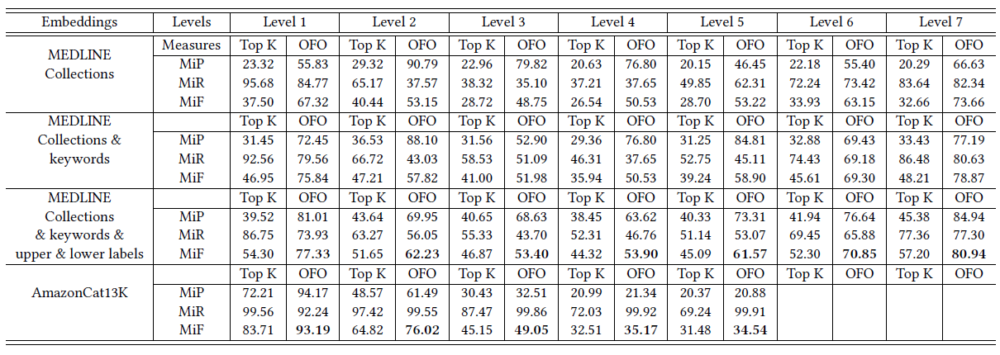 Embeddings Levels Level 1 Level 2 Level 3 Level 4 Level 5 Level 6 Level 7
MEDLINE Collections Measures Top K OFO Top K OFO Top K OFO Top K OFO Top K OFO Top K OFO Top K OFO
MiP 23.32 55.83 29.32 90.79 22.96 79.82 20.63 76.80 20.15 46.45 22.18 55.40 20.29 66.63
MiR 95.68 84.77 65.17 37.57 38.32 35.10 37.21 37.65 49.85 62.31 72.24 73.42 83.64 82.34
MiF 37.50 67.32 40.44 53.15 28.72 48.75 26.54 50.53 28.70 53.22 33.93 63.15 32.66 73.66
MEDLINE Top K OFO Top K OFO Top K OFO Top K OFO Top K OFO Top K OFO Top K OFO
Collections & MiP 31.45 72.45 36.53 88.10 31.56 52.90 29.36 76.80 31.25 84.81 32.88 69.43 33.43 77.19
keywords MiR 92.56 79.56 66.72 43.03 58.53 51.09 46.31 37.65 52.75 45.11 74.43 69.18 86.48 80.63
MiF 46.95 75.84 47.21 57.82 41.00 51.98 35.94 50.53 39.24 58.90 45.61 69.30 48.21 78.87
MEDLINE Top K OFO Top K OFO Top K OFO Top K OFO Top K OFO Top K OFO Top K OFO
Collections MiP 39.52 81.01 43.64 69.95 40.65 68.63 38.45 63.62 40.33 73.31 41.94 76.64 45.38 84.94
& keywords & MiR 86.75 73.93 63.27 56.05 55.33 43.70 52.31 46.76 51.14 53.07 69.45 65.88 77.36 77.30
upper & lower labels MiF 54.30 77.33 51.65 62.23 46.87 53.40 44.32 53.90 45.09 61.57 52.30 70.85 57.20 80.94
Top K OFO Top K OFO Top K OFO Top K OFO Top K OFO Top K OFO Top K OFO
AmazonCat13K MiP 72.21 94.17 48.57 61.49 30.43 32.51 20.99 21.34 20.37 20.88
MiR 99.56 92.24 97.42 99.55 87.47 99.86 72.03 99.92 69.24 99.91
MiF 83.71 93.19 64.82 76.02 45.15 49.05 32.51 35.17 31.48 34.54